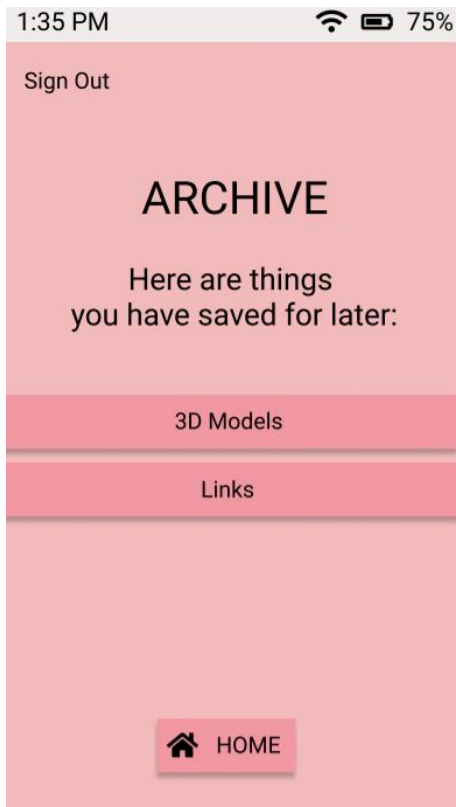 1:35 PM 75%
Sign Out
ARCHIVE
Here are things
you have saved for later:
3D Models
Links
HOME